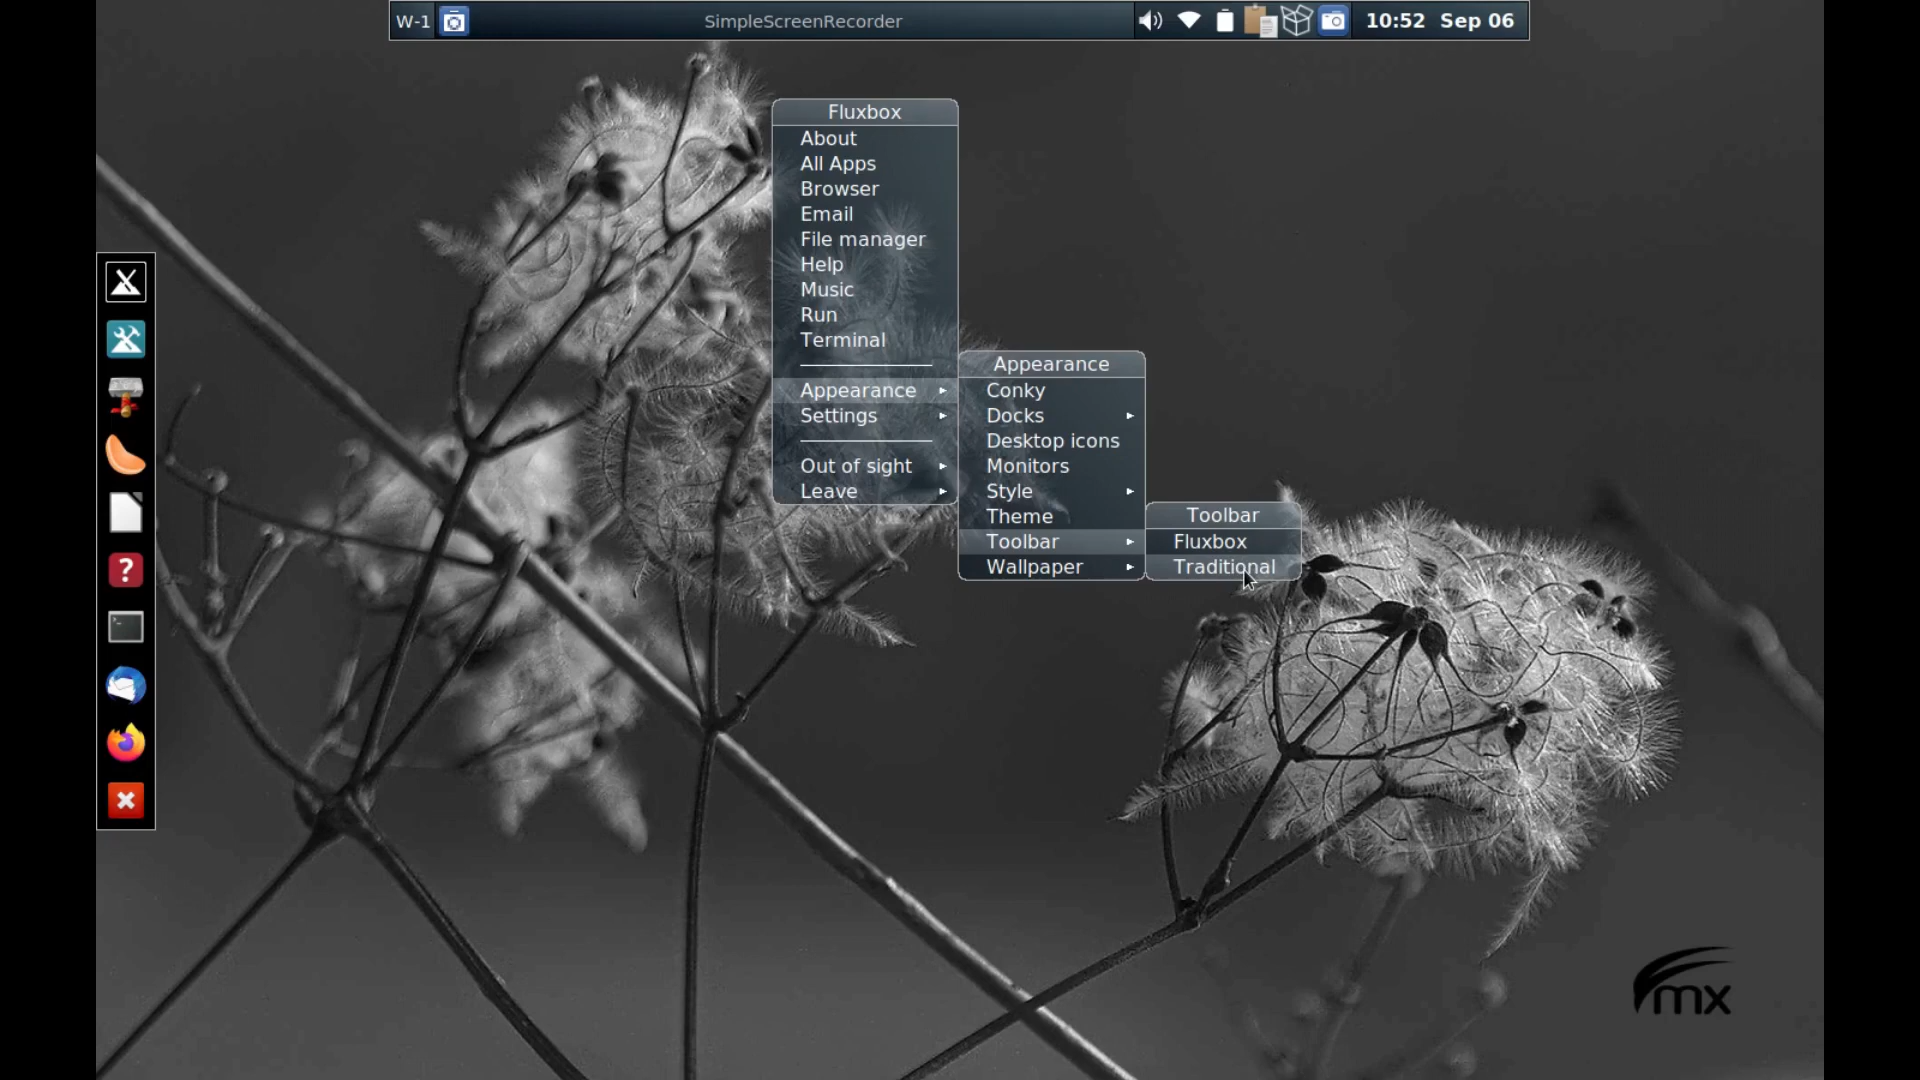 W-1
SimpleScreenRecorder
10:52 Sep 06
Fluxbox
About
All Apps
Browser
Email
File manager
Help
Music
Run
Terminal
Appearance
Settings
Out of sight
Leave
Appearance
Conky
Docks
Desktop icons
Monitors
Style
Theme
Toolbar
Wallpaper
Toolbar
Fluxbox
Traditional
?
mx